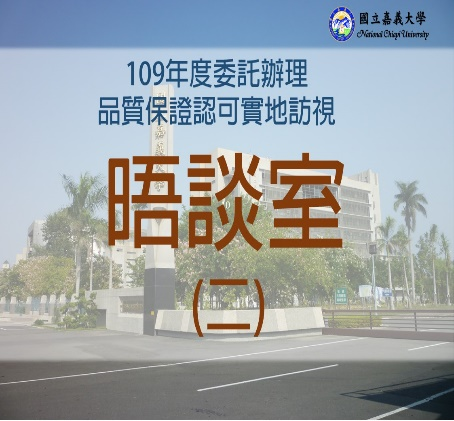 國立嘉義大學
National Chiayi University
109年度委託辦理
品質保證認可實地訪視
晤談室
(二)